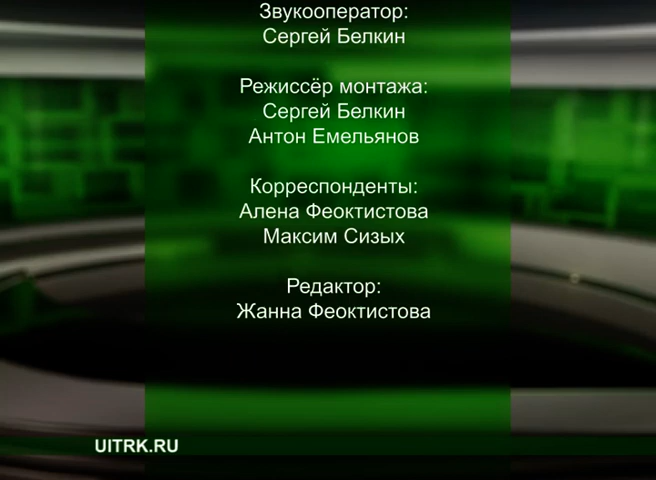 Звукооператор:
Сергей Белкин
Режиссёр монтажа:
Сергей Белкин
Антон Емельянов
Корреспонденты:
Алена Феоктистова
Максим Сизых
Редактор:
Жанна Феоктистова
UITRK.RU